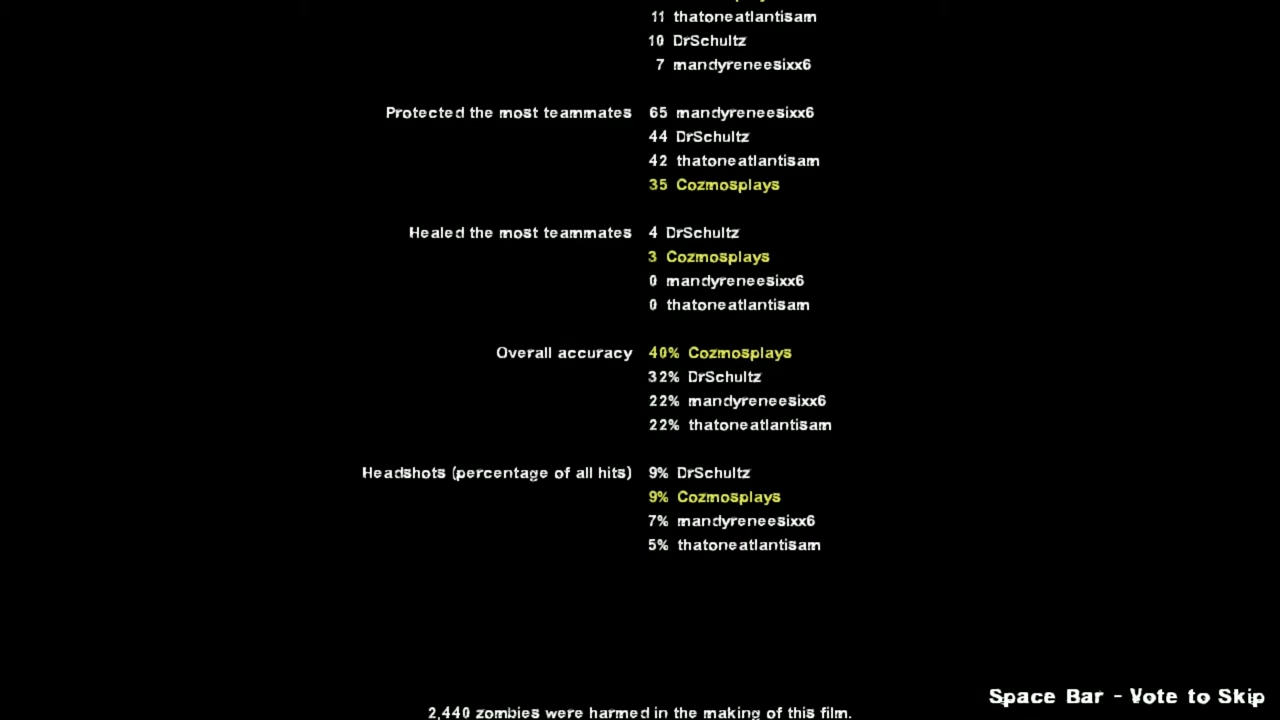 11 thatoneatlantisam
10 DrSchultz
7 mandyreneesixx6
Protected the most teammates 65 mandyreneesixx6
44 DrSchultz
42 thatoneatlantisam
35 Cozmosplays
Healed the most teammates 4 DrSchultz
3 Cozmosplays
0 mandyreneesixx6
0 thatoneatlantisam
Overall accuracy 40% Cozmosplays
32% DrSchultz
22% mandyreneesixx6
22% thatoneatlantisam
Headshots (percentage of all hits) 9% DrSchultz
9% Cozmosplays
7% mandyreneesixx6
5% thatoneatlantisam
Space Bar - Vote to Skip
2,440 zombies were harmed in the making of this film.